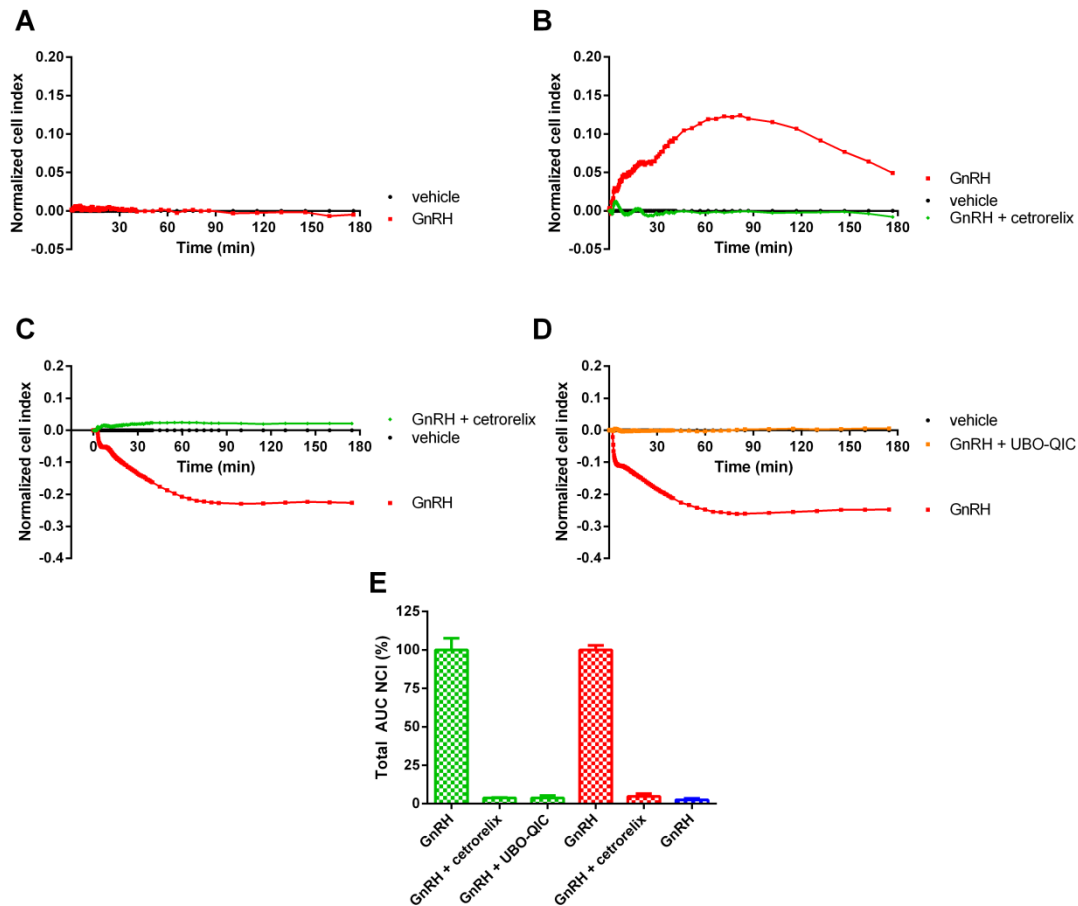 A
Normalized cell index
0.20
0.15
0.10
0.05
0.00
-0.05
30 60 90 120 150 180
Time (min)
vehicle
GnRH
B
Normalized cell index
0.20
0.15
0.10
0.05
0.00
-0.05
30 60 90 120 150 180
Time (min)
GnRH
vehicle
GnRH + cetrorelix
C
Normalized cell index
0.2
0.1
0.0
-0.1
-0.2
-0.3
-0.4
0 30 60 90 120 150 180
Time (min)
GnRH + cetrorelix
vehicle
GnRH
D
Normalized cell index
0.2
0.1
0.0
-0.1
-0.2
-0.3
-0.4
30 60 90 120 150 180
Time (min)
vehicle
GnRH + UBO-QIC
GnRH
E
Total AUC NCI (%)
125
100
75
50
25
0
GnRH
GnRH + cetrorelix
GnRH + UBO-QIC
GnRH
GnRH + cetrorelix
GnRH